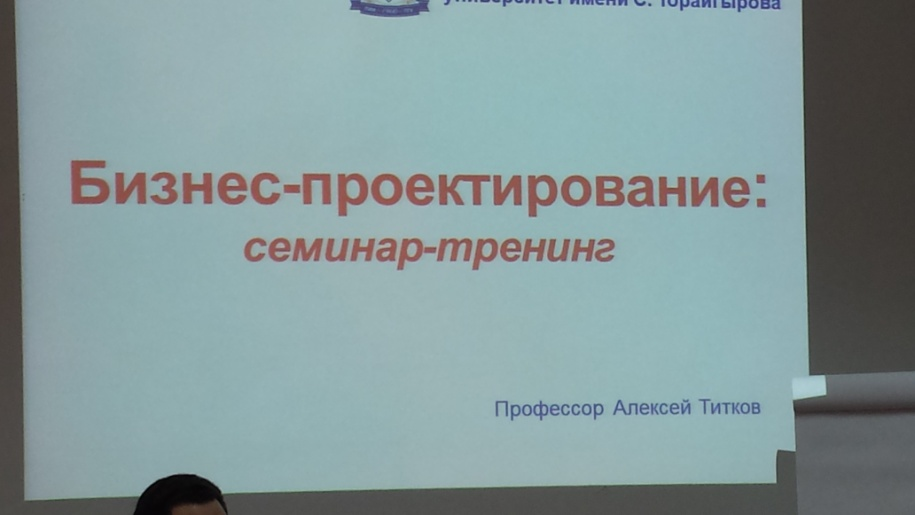 университет имени С. Торайгырова
Бизнес-проектирование:
семинар-тренинг
Профессор Алексей Титков